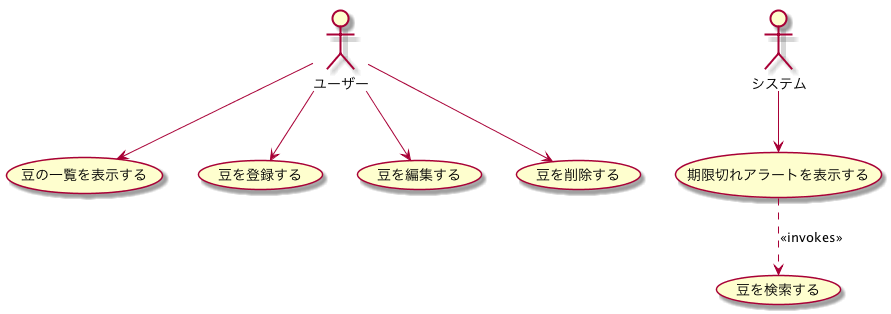 ユーザー
システム
豆の一覧を表示する
豆を登録する
豆を編集する
豆を削除する
期限切れアラートを表示する
«invokes»
豆を検索する